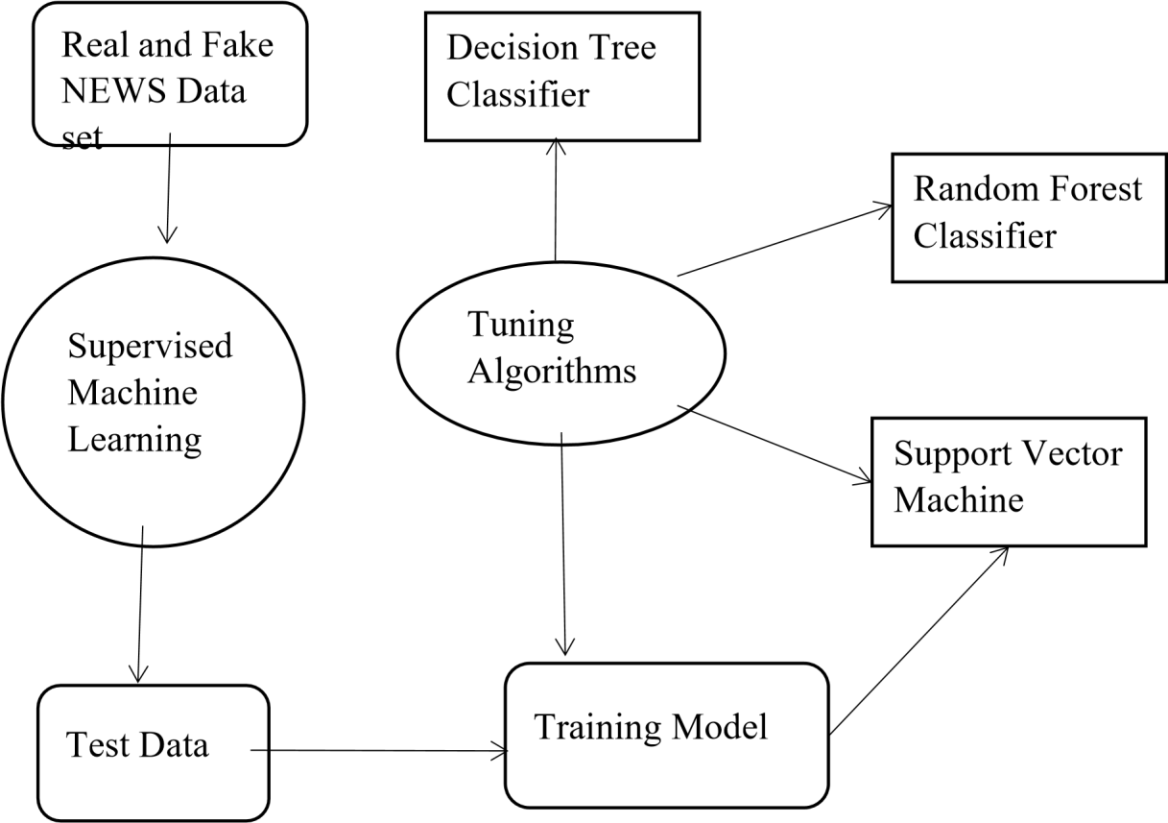 Real and Fake
NEWS Data
set
Decision Tree
Classifier
Random Forest
Classifier
Supervised
Machine
Learning
Tuning
Algorithms
Support Vector
Machine
Test Data
Training Model